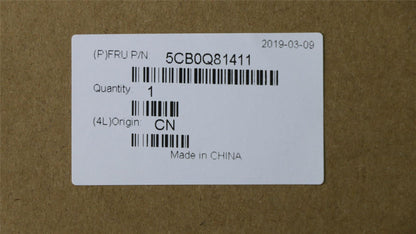 2019-03-09
(P)FRU P/N: 5CB0Q81411
Quantity: 1
(4L)Origin: CN
Made in CHINA